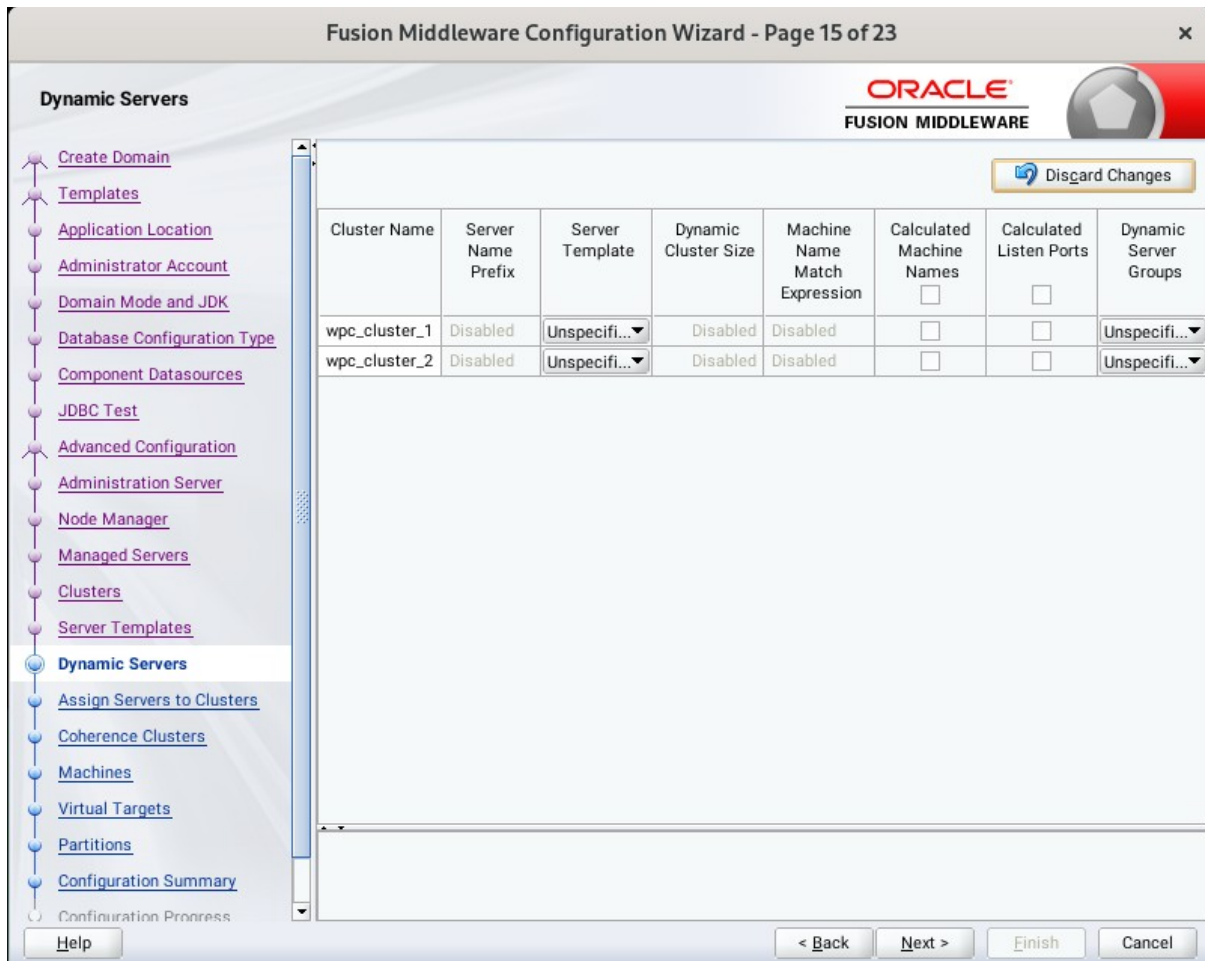 Fusion Middleware Configuration Wizard - Page 15 of 23
Dynamic Servers
ORACLE
FUSION MIDDLEWARE
Create Domain
Templates
Application Location
Administrator Account
Domain Mode and JDK
Database Configuration Type
Component Datasources
JDBC Test
Advanced Configuration
Administration Server
Node Manager
Managed Servers
Clusters
Server Templates
Dynamic Servers
Assign Servers to Clusters
Coherence Clusters
Machines
Virtual Targets
Partitions
Configuration Summary
Configuration Progress
Discard Changes
Cluster Name
Server
Name
Prefix
Server
Template
Dynamic
Cluster Size
Machine
Name
Match
Expression
Calculated
Machine
Names
Calculated
Listen Ports
Dynamic
Server
Groups
wpc_cluster_1 Disabled Unspecifi... Disabled Disabled Unspecifi...
wpc_cluster_2 Disabled Unspecifi... Disabled Disabled Unspecifi...
Help < Back Next > Finish Cancel